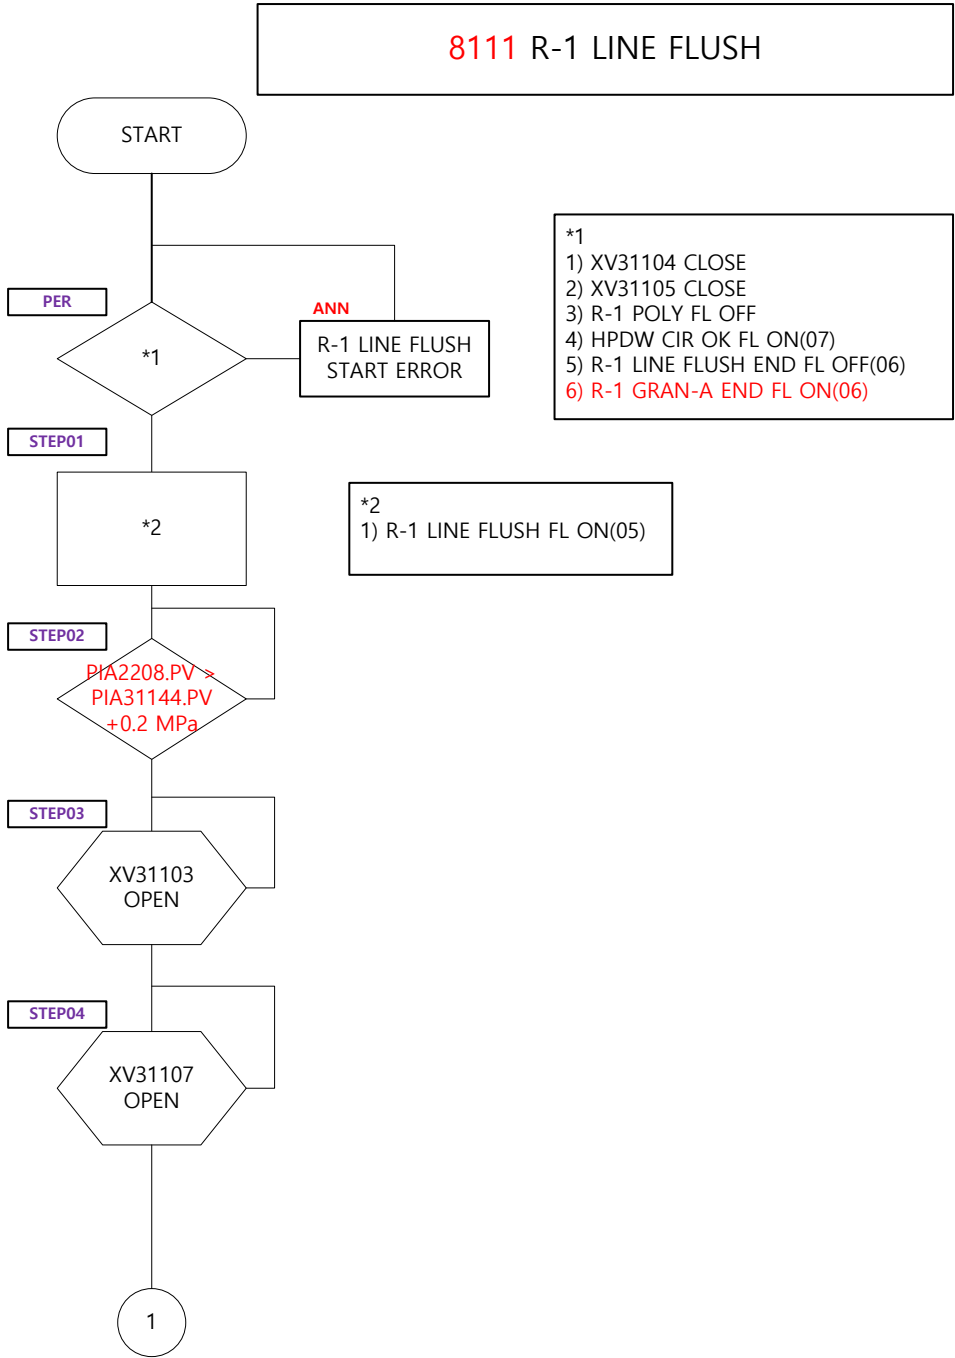 8111 R-1 LINE FLUSH
START
*1
1) XV31104 CLOSE
2) XV31105 CLOSE
3) R-1 POLY FL OFF
4) HPDW CIR OK FL ON(07)
5) R-1 LINE FLUSH END FL OFF(06)
6) R-1 GRAN-A END FL ON(06)
PER
*1
ANN
R-1 LINE FLUSH
START ERROR
STEP01
*2
*2
1) R-1 LINE FLUSH FL ON(05)
STEP02
PIA2208.PV >
PIA31144.PV
+0.2 MPa
STEP03
XV31103
OPEN
STEP04
XV31107
OPEN
1